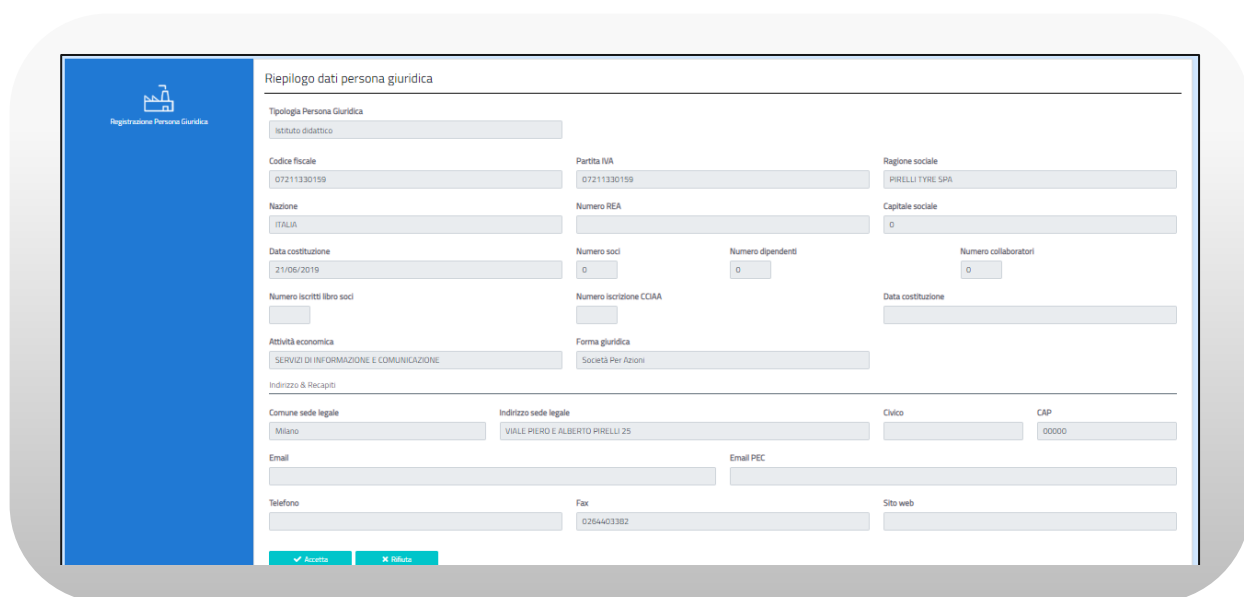 Registrazione Persona Giuridica
Riepilogo dati persona giuridica
Tipologia Persona Giuridica
Istituto didattico
Codice fiscale Partita IVA Ragione sociale
07211330159 07211330159 PIRELLI TYRE SPA
Nazione Numero REA Capitale sociale
ITALIA 0
Data costituzione Numero soci Numero dipendenti Numero collaboratori
21/06/2019 0 0 0
Numero iscritti libro soci Numero iscrizione CCIAA Data costituzione
Attività economica Forma giuridica
SERVIZI DI INFORMAZIONE E COMUNICAZIONE Società Per Azioni
Indirizzo & Recapiti
Comune sede legale Indirizzo sede legale Civico CAP
Milano VIALE PIERO E ALBERTO PIRELLI 25 00000
Email Email PEC
Telefono Fax Sito web
0264403382
Accetta Rifiuta